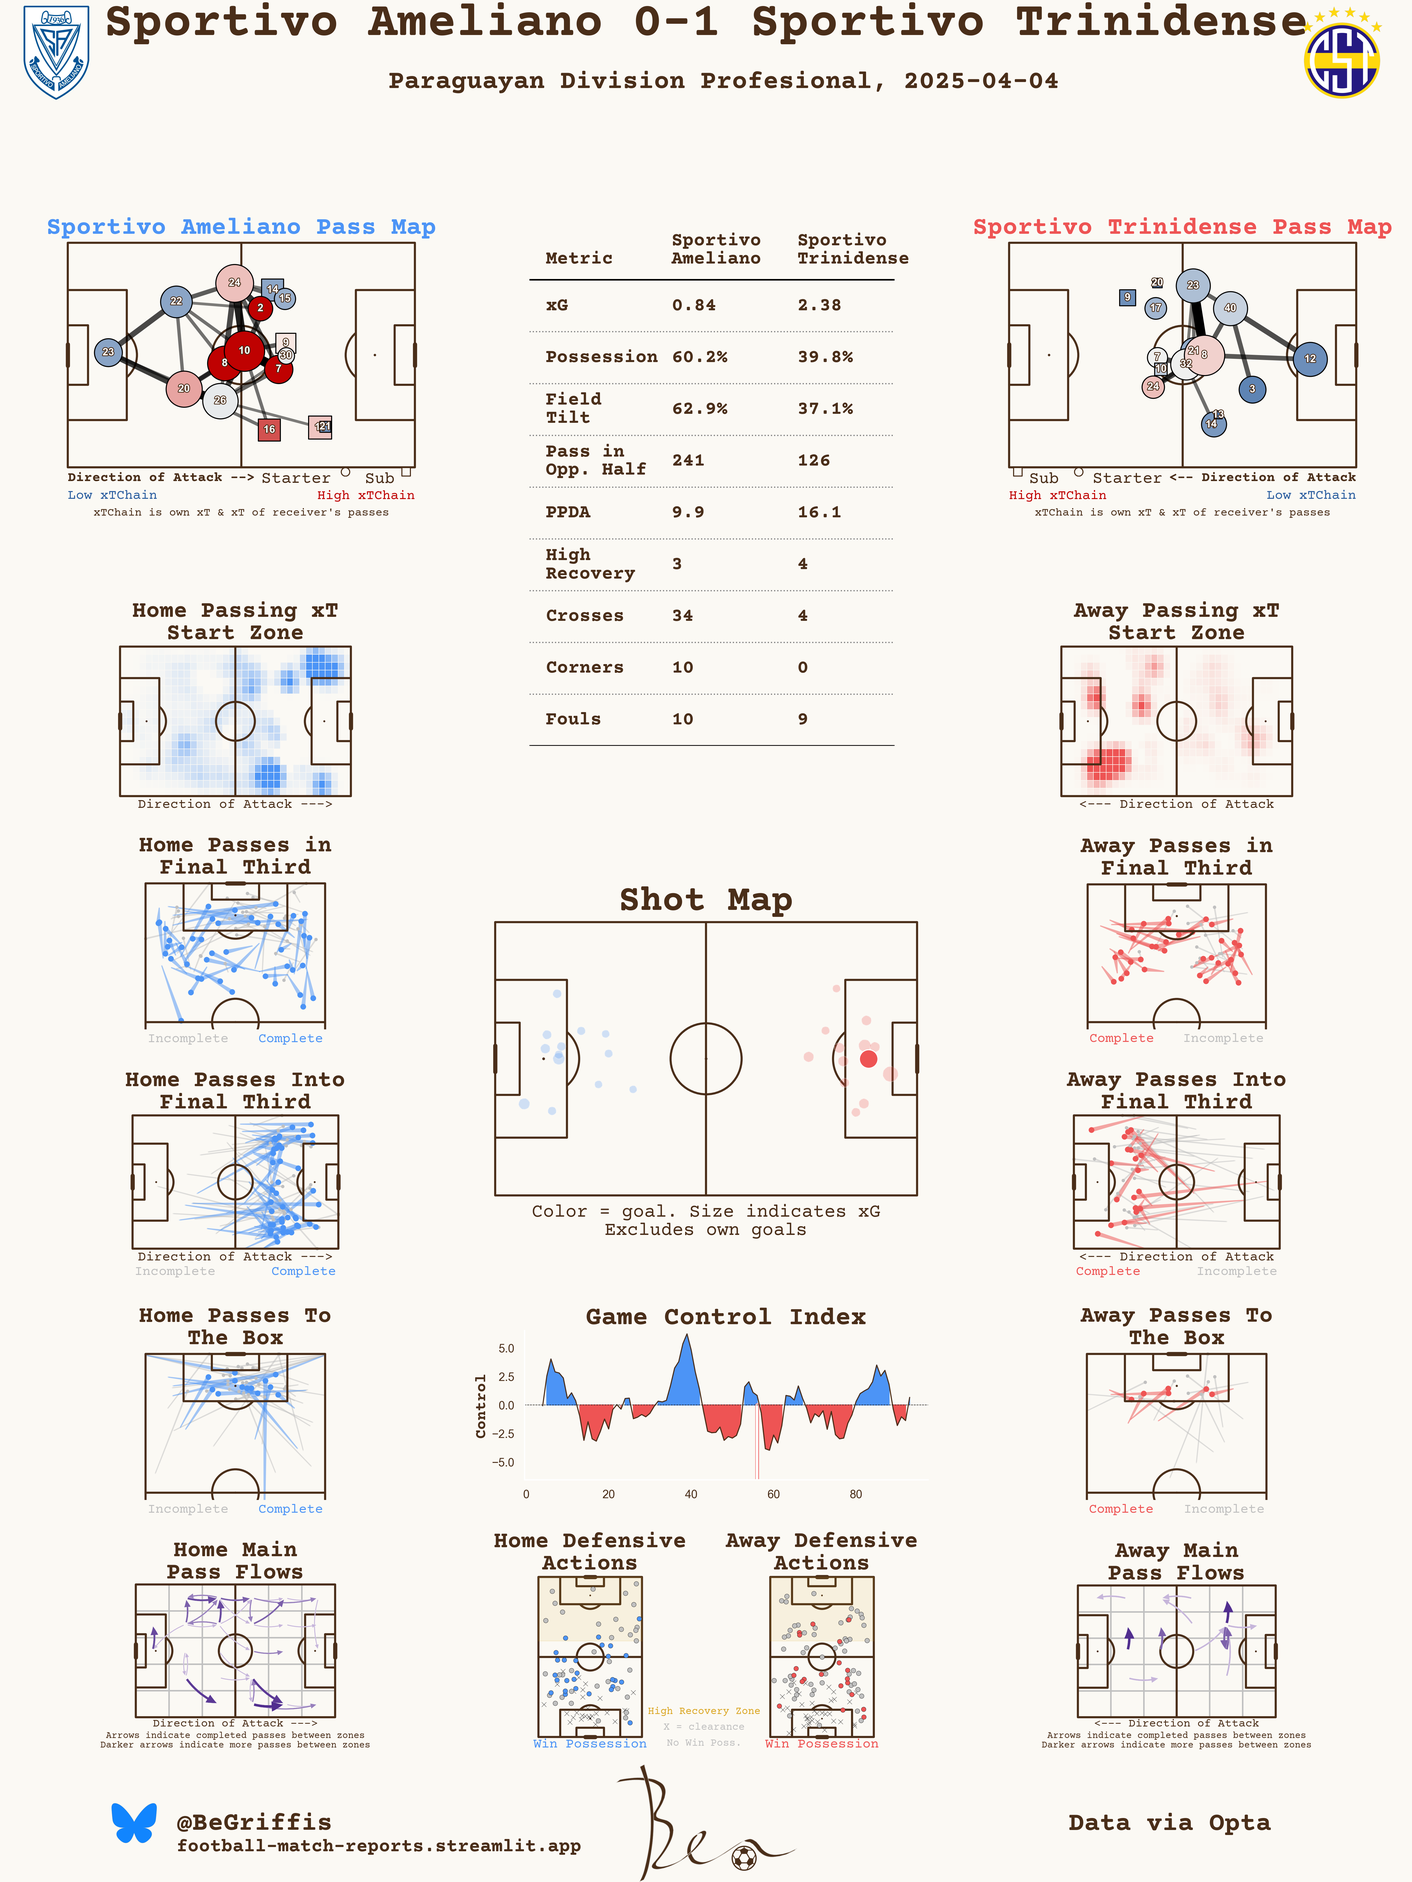 Sportivo Ameliano 0-1 Sportivo Trinidense
Paraguayan Division Profesional, 2025-04-04
1936
SPORTIVO AMELIANO
CST
Sportivo Ameliano Pass Map
24
14
15
22
2
9
30
23
8
10
7
20
26
16
21
Direction of Attack --> Starter Sub
Low xTChain High xTChain
xTChain is own xT & xT of receiver's passes
Metric Sportivo Ameliano Sportivo Trinidense
xG 0.84 2.38
Possession 60.2% 39.8%
Field Tilt 62.9% 37.1%
Pass in Opp. Half 241 126
PPDA 9.9 16.1
High Recovery 3 4
Crosses 34 4
Corners 10 0
Fouls 10 9
Sportivo Trinidense Pass Map
20
23
9
17
40
7
21
8
12
10
32
24
3
13
14
Sub Starter <-- Direction of Attack
High xTChain Low xTChain
xTChain is own xT & xT of receiver's passes
Home Passing xT
Start Zone
Direction of Attack --->
Away Passing xT
Start Zone
<--- Direction of Attack
Home Passes in
Final Third
Incomplete Complete
Away Passes in
Final Third
Complete Incomplete
Shot Map
Color = goal. Size indicates xG
Excludes own goals
Home Passes Into
Final Third
Direction of Attack --->
Incomplete Complete
Away Passes Into
Final Third
<--- Direction of Attack
Complete Incomplete
Home Passes To
The Box
Incomplete Complete
Game Control Index
Control
5.0
2.5
0.0
−2.5
−5.0
0 20 40 60 80
Away Passes To
The Box
Complete Incomplete
Home Main
Pass Flows
Direction of Attack --->
Arrows indicate completed passes between zones
Darker arrows indicate more passes between zones
Home Defensive
Actions
Win Possession
Away Defensive
Actions
Win Possession
High Recovery Zone
X = clearance
No Win Poss.
Away Main
Pass Flows
<--- Direction of Attack
Arrows indicate completed passes between zones
Darker arrows indicate more passes between zones
@BeGriffis
football-match-reports.streamlit.app
Ben
Data via Opta